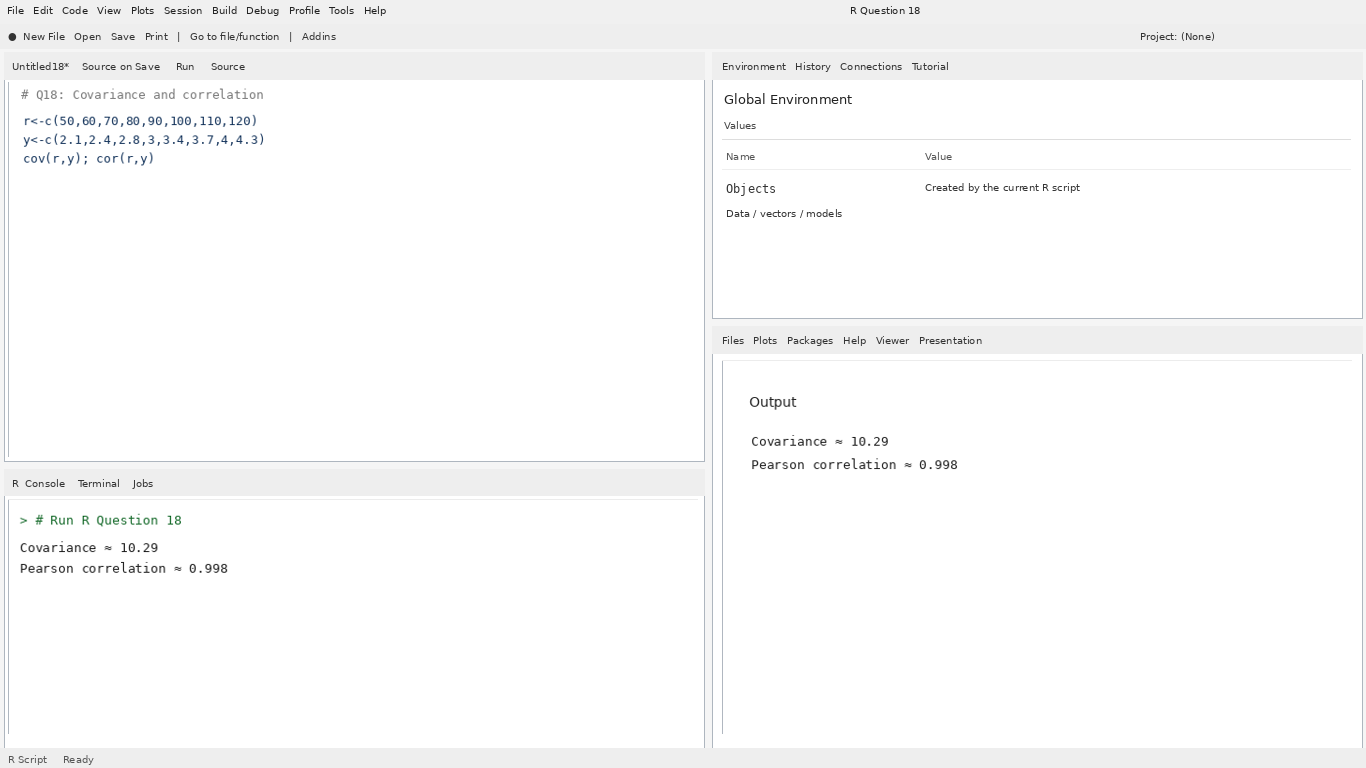 File Edit Code View Plots Session Build Debug Profile Tools Help
R Question 18
● New File Open Save Print | Go to file/function | Addins
Project: (None)
Untitled18* Source on Save Run Source
# Q18: Covariance and correlation
r<-c(50,60,70,80,90,100,110,120)
y<-c(2.1,2.4,2.8,3,3.4,3.7,4,4.3)
cov(r,y); cor(r,y)
R Console Terminal Jobs
> # Run R Question 18
Covariance ≈ 10.29
Pearson correlation ≈ 0.998
Environment History Connections Tutorial
Global Environment
Values
Name Value
Objects Created by the current R script
Data / vectors / models
Files Plots Packages Help Viewer Presentation
Output
Covariance ≈ 10.29
Pearson correlation ≈ 0.998
R Script Ready